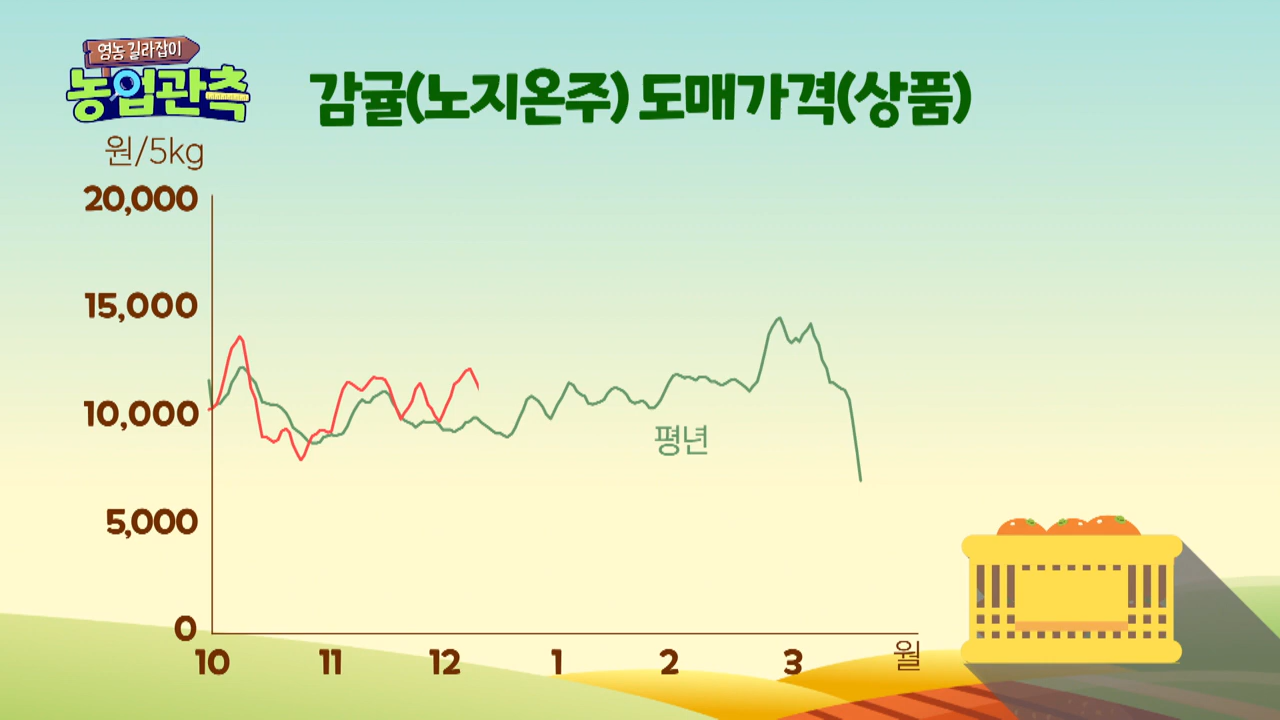 영농 길라잡이
농업관측
감귤(노지온주) 도매가격(상품)
원/5kg
20,000
15,000
10,000
5,000
0
평년
10 11 12 1 2 3 월